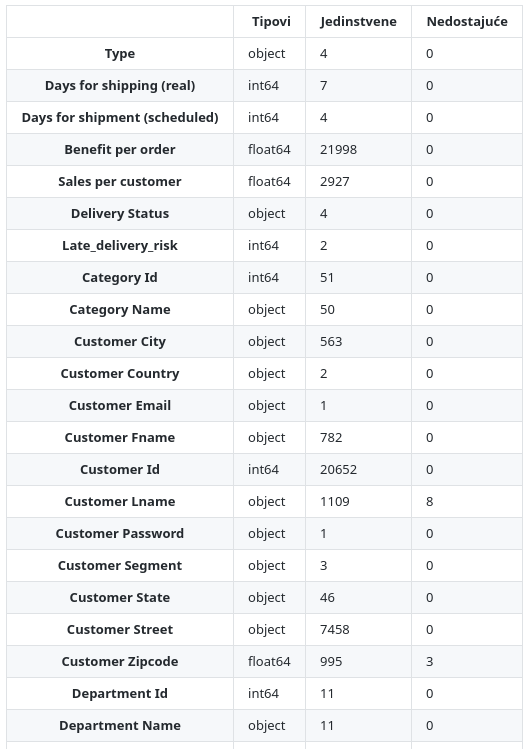 Tipovi Jedinstvene Nedostajuće
Type object 4 0
Days for shipping (real) int64 7 0
Days for shipment (scheduled) int64 4 0
Benefit per order float64 21998 0
Sales per customer float64 2927 0
Delivery Status object 4 0
Late_delivery_risk int64 2 0
Category Id int64 51 0
Category Name object 50 0
Customer City object 563 0
Customer Country object 2 0
Customer Email object 1 0
Customer Fname object 782 0
Customer Id int64 20652 0
Customer Lname object 1109 8
Customer Password object 1 0
Customer Segment object 3 0
Customer State object 46 0
Customer Street object 7458 0
Customer Zipcode float64 995 3
Department Id int64 11 0
Department Name object 11 0